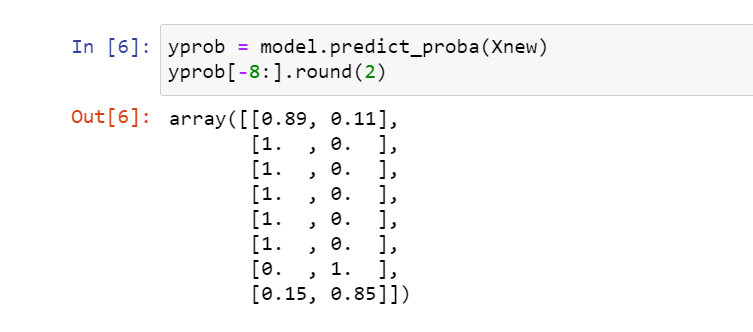 In [6]: yprob = model.predict_proba(Xnew)
yprob[-8:].round(2)
Out[6]: array([[0.89, 0.11],
       [1.  , 0.  ],
       [1.  , 0.  ],
       [1.  , 0.  ],
       [1.  , 0.  ],
       [1.  , 0.  ],
       [0.  , 1.  ],
       [0.15, 0.85]])